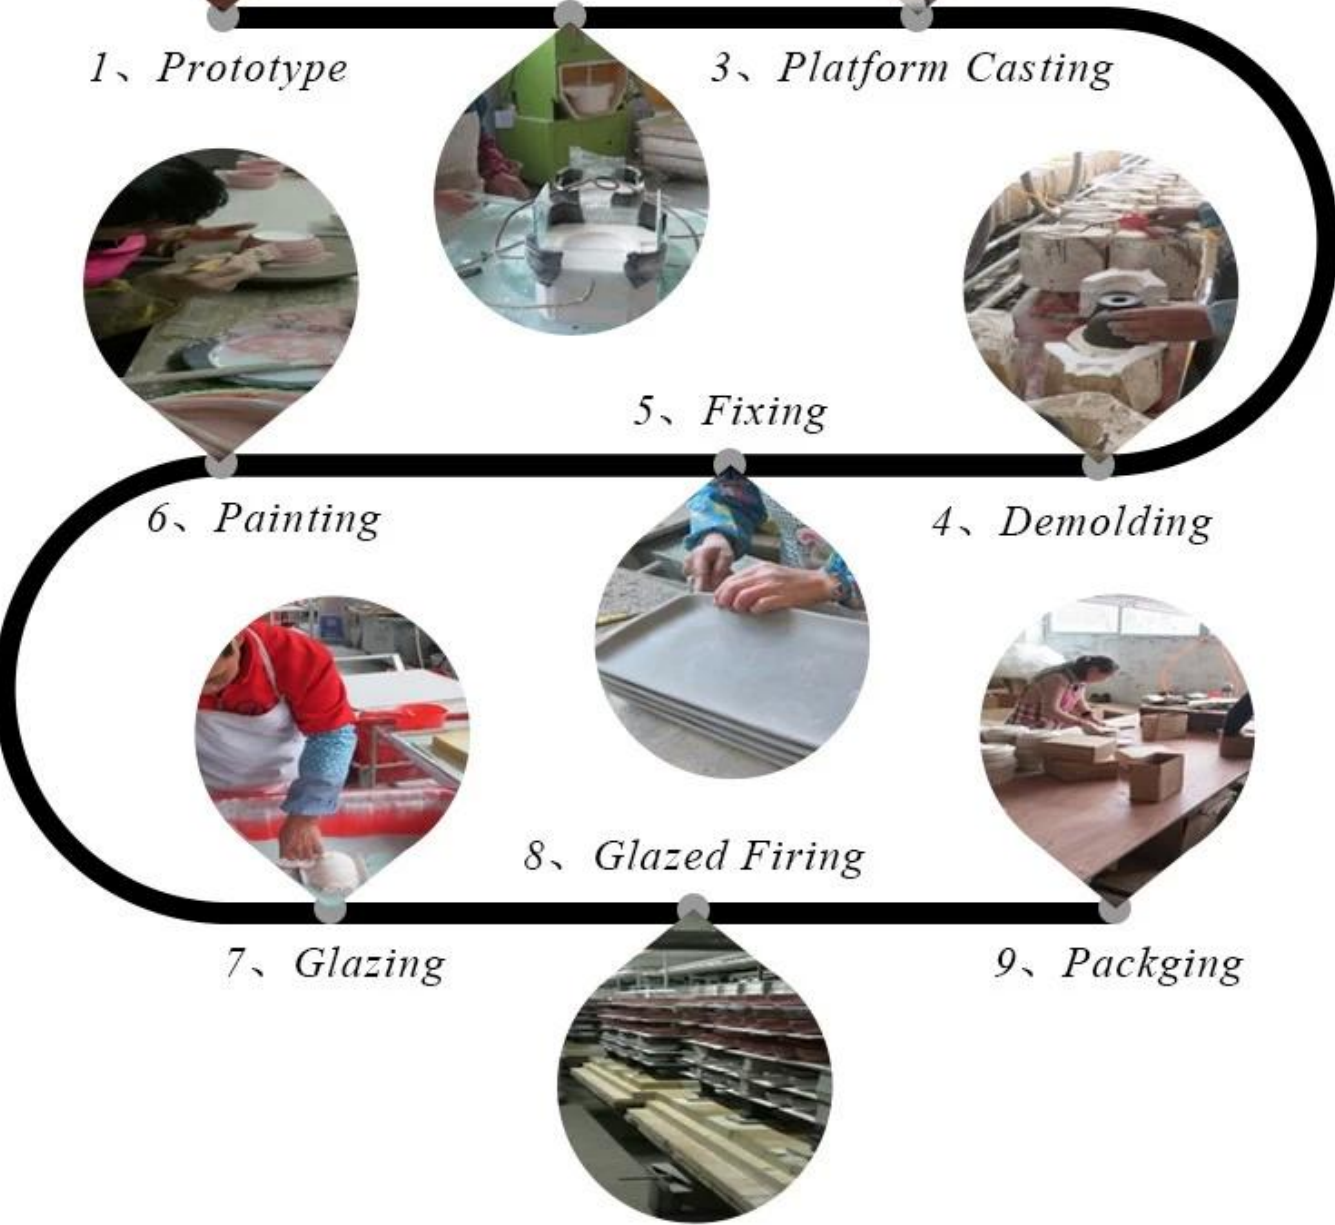 1、Prototype
3、Platform Casting
5、Fixing
6、Painting
4、Demolding
8、Glazed Firing
7、Glazing
9、Packging